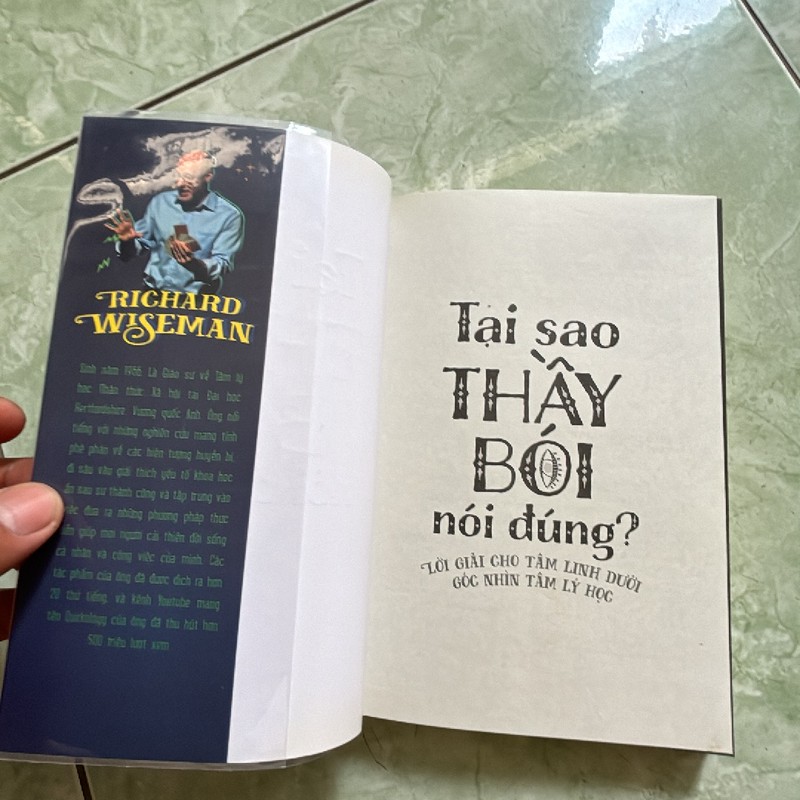 RICHARD
WISEMAN
Sinh năm 1966. Là Giáo sư về Tâm lý
học Nhận thức Xã hội tại Đại học
Hertfordshire Vương quốc Anh. Ông nổi
tiếng với những nghiên cứu mang tính
phê phán về các hiện tượng huyền bí,
đi sâu vào giải thích yếu tố khoa học
ẩn sau sự thành công và tập trung vào
việc đưa ra những phương pháp thực
tiễn giúp mọi người cải thiện đời sống
cá nhân và công việc của mình. Các
tác phẩm của ông đã được dịch ra hơn
20 thứ tiếng, và kênh Youtube mang
tên Quirkology của ông đã thu hút hơn
500 triệu lượt xem.
Tại sao
THẦY
BÓI
nói đúng?
LỜI GIẢI CHO TÂM LINH DƯỚI
GÓC NHÌN TÂM LÝ HỌC